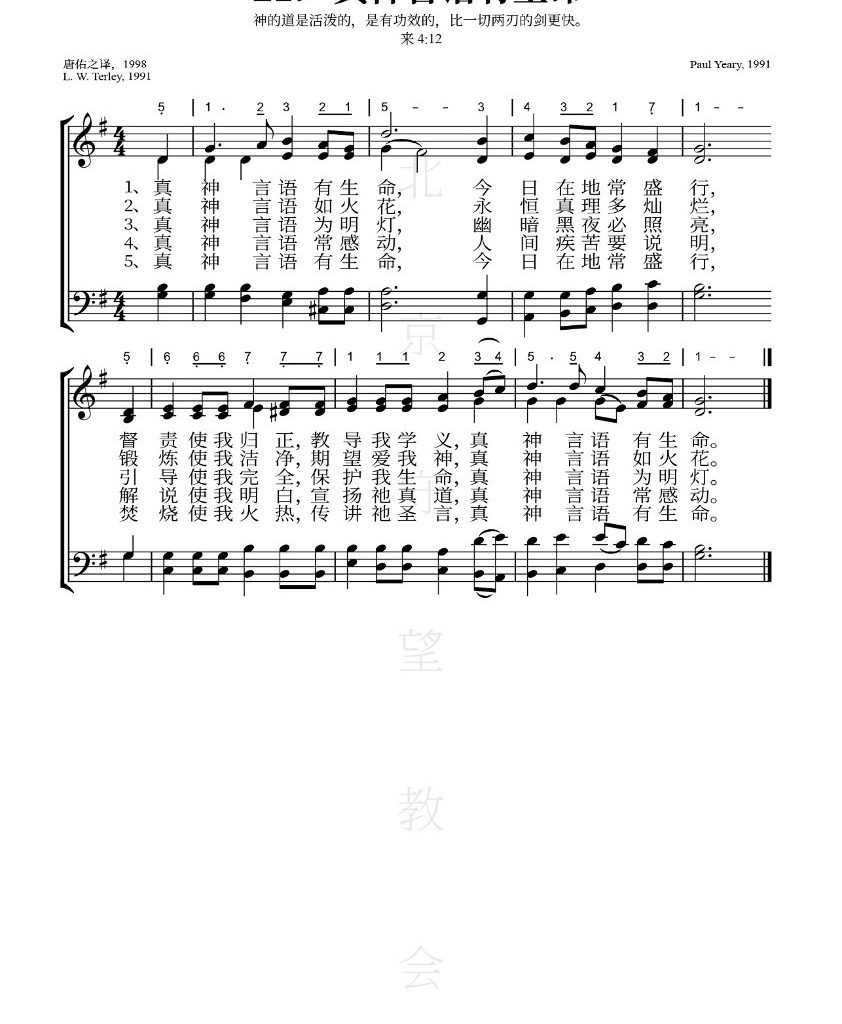 神的道是活泼的，是有功效的，比一切两刃的剑更快。
来 4:12
唐佑之译，1998
L. W. Terley, 1991
Paul Yeary, 1991
5 | 1 · 2 3 2 1 | 5 - - 3 | 4 3 2 1 7 | 1 - -
1、真 神 言 语 有 生 命， 今 日 在 地 常 盛 行，
2、真 神 言 语 如 火 花， 永 恒 真 理 多 灿 烂，
3、真 神 言 语 为 明 灯， 幽 暗 黑 夜 必 照 亮，
4、真 神 言 语 常 感 动， 人 间 疾 苦 要 说 明，
5、真 神 言 语 有 生 命， 今 日 在 地 常 盛 行，
5 | 6 6 6 7 7 7 | 1 1 1 2 3 4 | 5 · 5 4 3 2 | 1 - - ‖
督 责 使 我 归 正，教 导 我 学 义，真 神 言 语 有 生 命。
锻 炼 使 我 洁 净，期 望 爱 我 神，真 神 言 语 如 火 花。
引 导 使 我 完 全，保 护 我 生 命，真 神 言 语 为 明 灯。
解 说 使 我 明 白，宣 扬 祂 真 道，真 神 言 语 常 感 动。
焚 烧 使 我 火 热，传 讲 祂 圣 言，真 神 言 语 有 生 命。
北
京
守
望
教
会